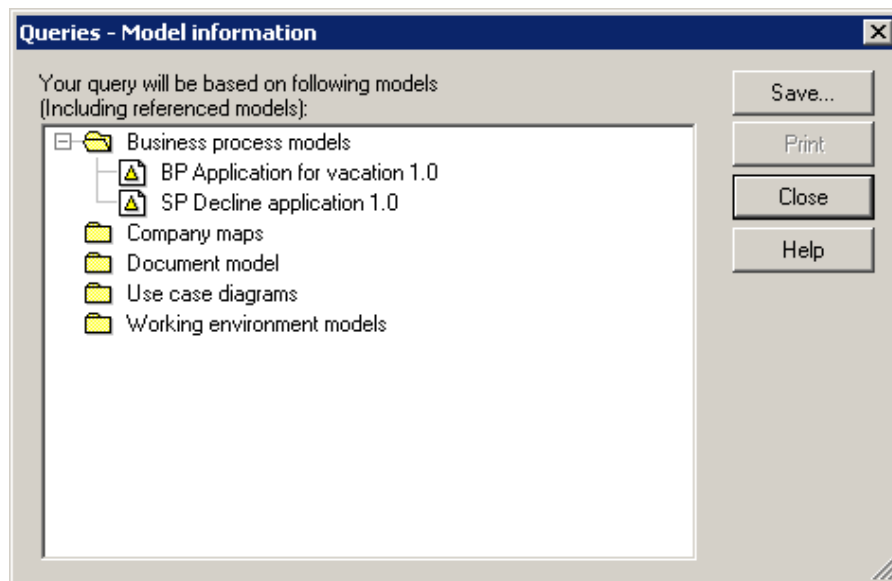 Queries - Model information
Your query will be based on following models
(Including referenced models):
Business process models
BP Application for vacation 1.0
SP Decline application 1.0
Company maps
Document model
Use case diagrams
Working environment models
Save...
Print
Close
Help